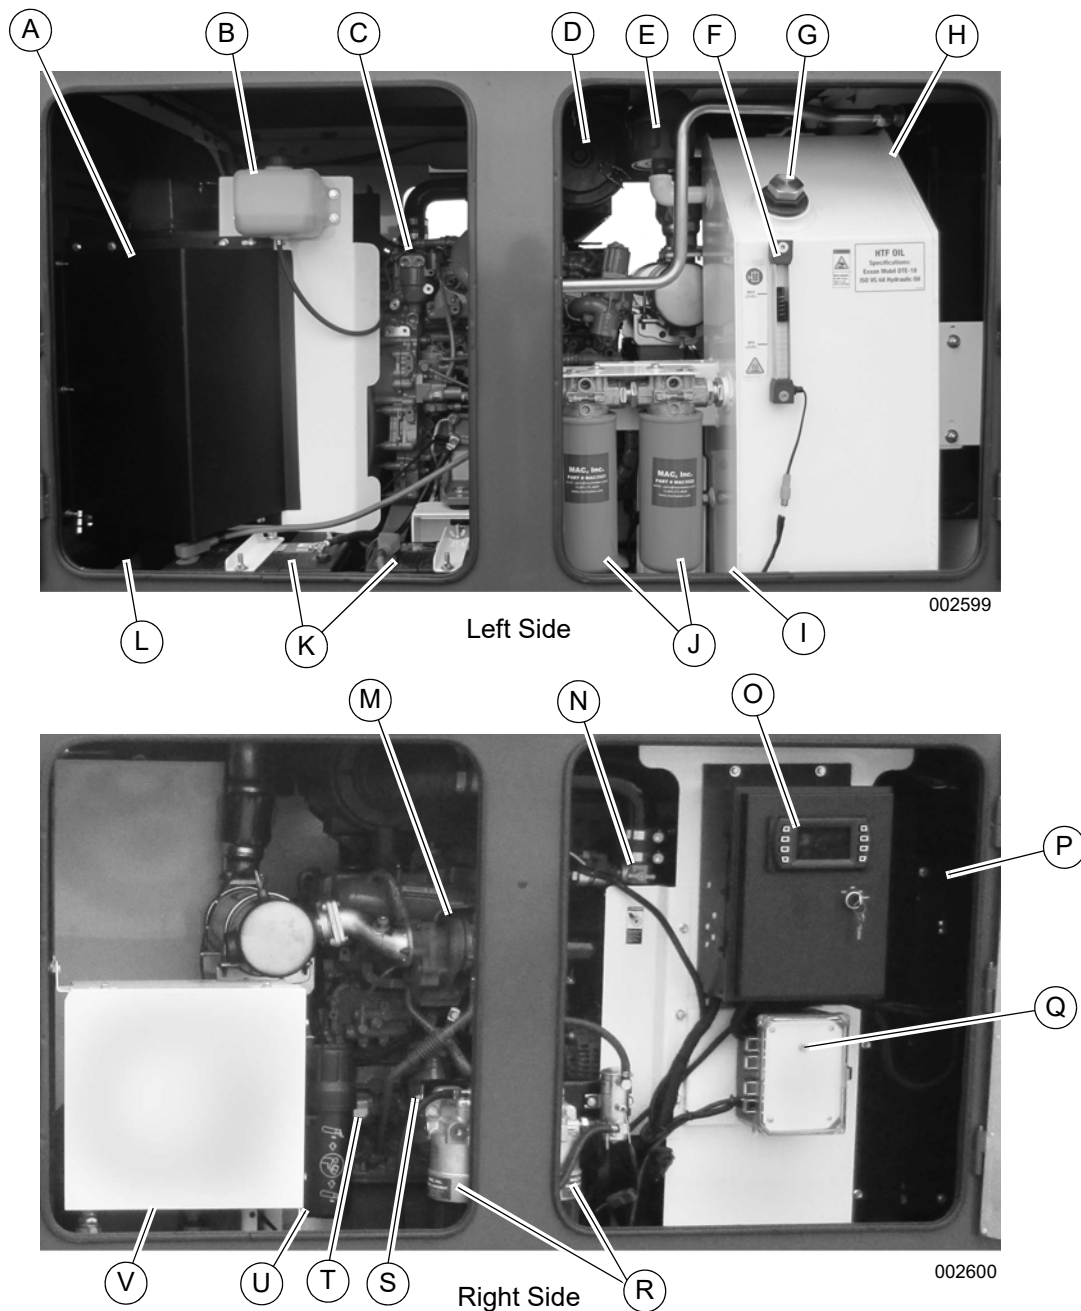 A B C D E F G H
HTF OIL
Specifications:
Exxon Mobil DTE-10
ISO VG 68 Hydraulic Oil
MAC, Inc.
MAC, Inc.
002599
L K J I
Left Side
M N O
P
Q
V U T S R
002600
Right Side